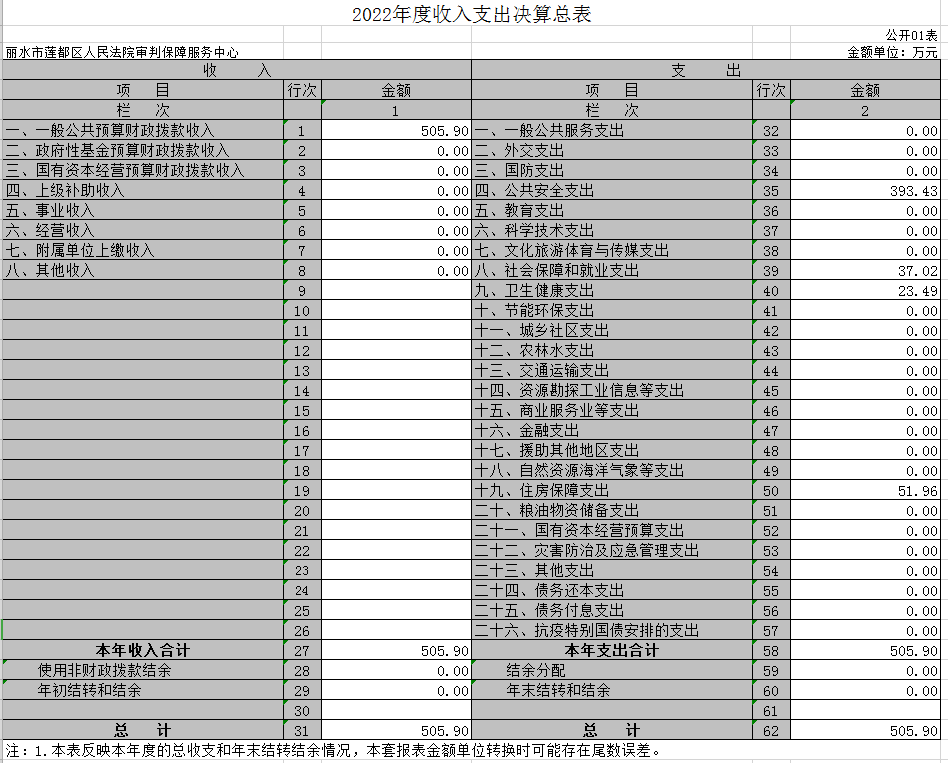 2022年度收入支出决算总表
公开01表
丽水市莲都区人民法院审判保障服务中心 金额单位：万元
收 入 支 出
项 目 行次 金额 项 目 行次 金额
栏 次 1 栏 次 2
一、一般公共预算财政拨款收入 1 505.90 一、一般公共服务支出 32 0.00
二、政府性基金预算财政拨款收入 2 0.00 二、外交支出 33 0.00
三、国有资本经营预算财政拨款收入 3 0.00 三、国防支出 34 0.00
四、上级补助收入 4 0.00 四、公共安全支出 35 393.43
五、事业收入 5 0.00 五、教育支出 36 0.00
六、经营收入 6 0.00 六、科学技术支出 37 0.00
七、附属单位上缴收入 7 0.00 七、文化旅游体育与传媒支出 38 0.00
八、其他收入 8 0.00 八、社会保障和就业支出 39 37.02
9 九、卫生健康支出 40 23.49
10 十、节能环保支出 41 0.00
11 十一、城乡社区支出 42 0.00
12 十二、农林水支出 43 0.00
13 十三、交通运输支出 44 0.00
14 十四、资源勘探工业信息等支出 45 0.00
15 十五、商业服务业等支出 46 0.00
16 十六、金融支出 47 0.00
17 十七、援助其他地区支出 48 0.00
18 十八、自然资源海洋气象等支出 49 0.00
19 十九、住房保障支出 50 51.96
20 二十、粮油物资储备支出 51 0.00
21 二十一、国有资本经营预算支出 52 0.00
22 二十二、灾害防治及应急管理支出 53 0.00
23 二十三、其他支出 54 0.00
24 二十四、债务还本支出 55 0.00
25 二十五、债务付息支出 56 0.00
26 二十六、抗疫特别国债安排的支出 57 0.00
本年收入合计 27 505.90 本年支出合计 58 505.90
使用非财政拨款结余 28 0.00 结余分配 59 0.00
年初结转和结余 29 0.00 年末结转和结余 60 0.00
30 61
总 计 31 505.90 总 计 62 505.90
注：1.本表反映本年度的总收支和年末结转结余情况，本套报表金额单位转换时可能存在尾数误差。